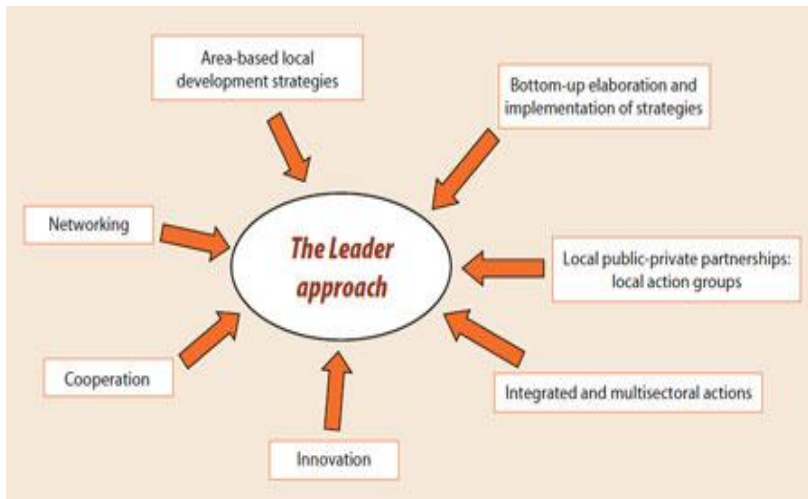 Area-based local
development strategies
Bottom-up elaboration and
implementation of strategies
Networking
The Leader
approach
Local public-private partnerships:
local action groups
Cooperation
Integrated and multisectoral actions
Innovation